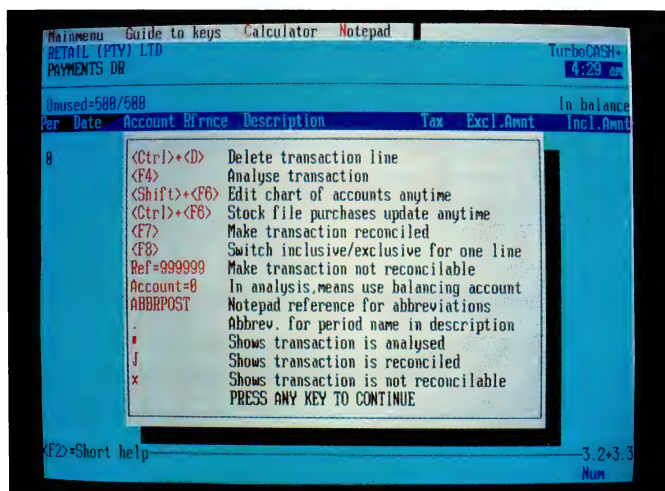 Mainmenu Guide to keys Calculator Notepad
RETAIL (PTY) LTD TurboCASH+
PAYMENTS DR 4:29 am
Unused=500/500 In balance
Per Date Account Rfrnce Description Tax Excl.Amnt Incl.Amnt
0
<Ctrl>+<D> Delete transaction line
<F4> Analyse transaction
<Shift>+<F6> Edit chart of accounts anytime
<Ctrl>+<F6> Stock file purchases update anytime
<F7> Make transaction reconciled
<F8> Switch inclusive/exclusive for one line
Ref=999999 Make transaction not reconcilable
Account=0 In analysis,means use balancing account
ABBRPOST Notepad reference for abbreviations
. Abbrev. for period name in description
▪ Shows transaction is analysed
∫ Shows transaction is reconciled
x Shows transaction is not reconcilable
PRESS ANY KEY TO CONTINUE
<F2>=Short help 3.2+3.3
Num